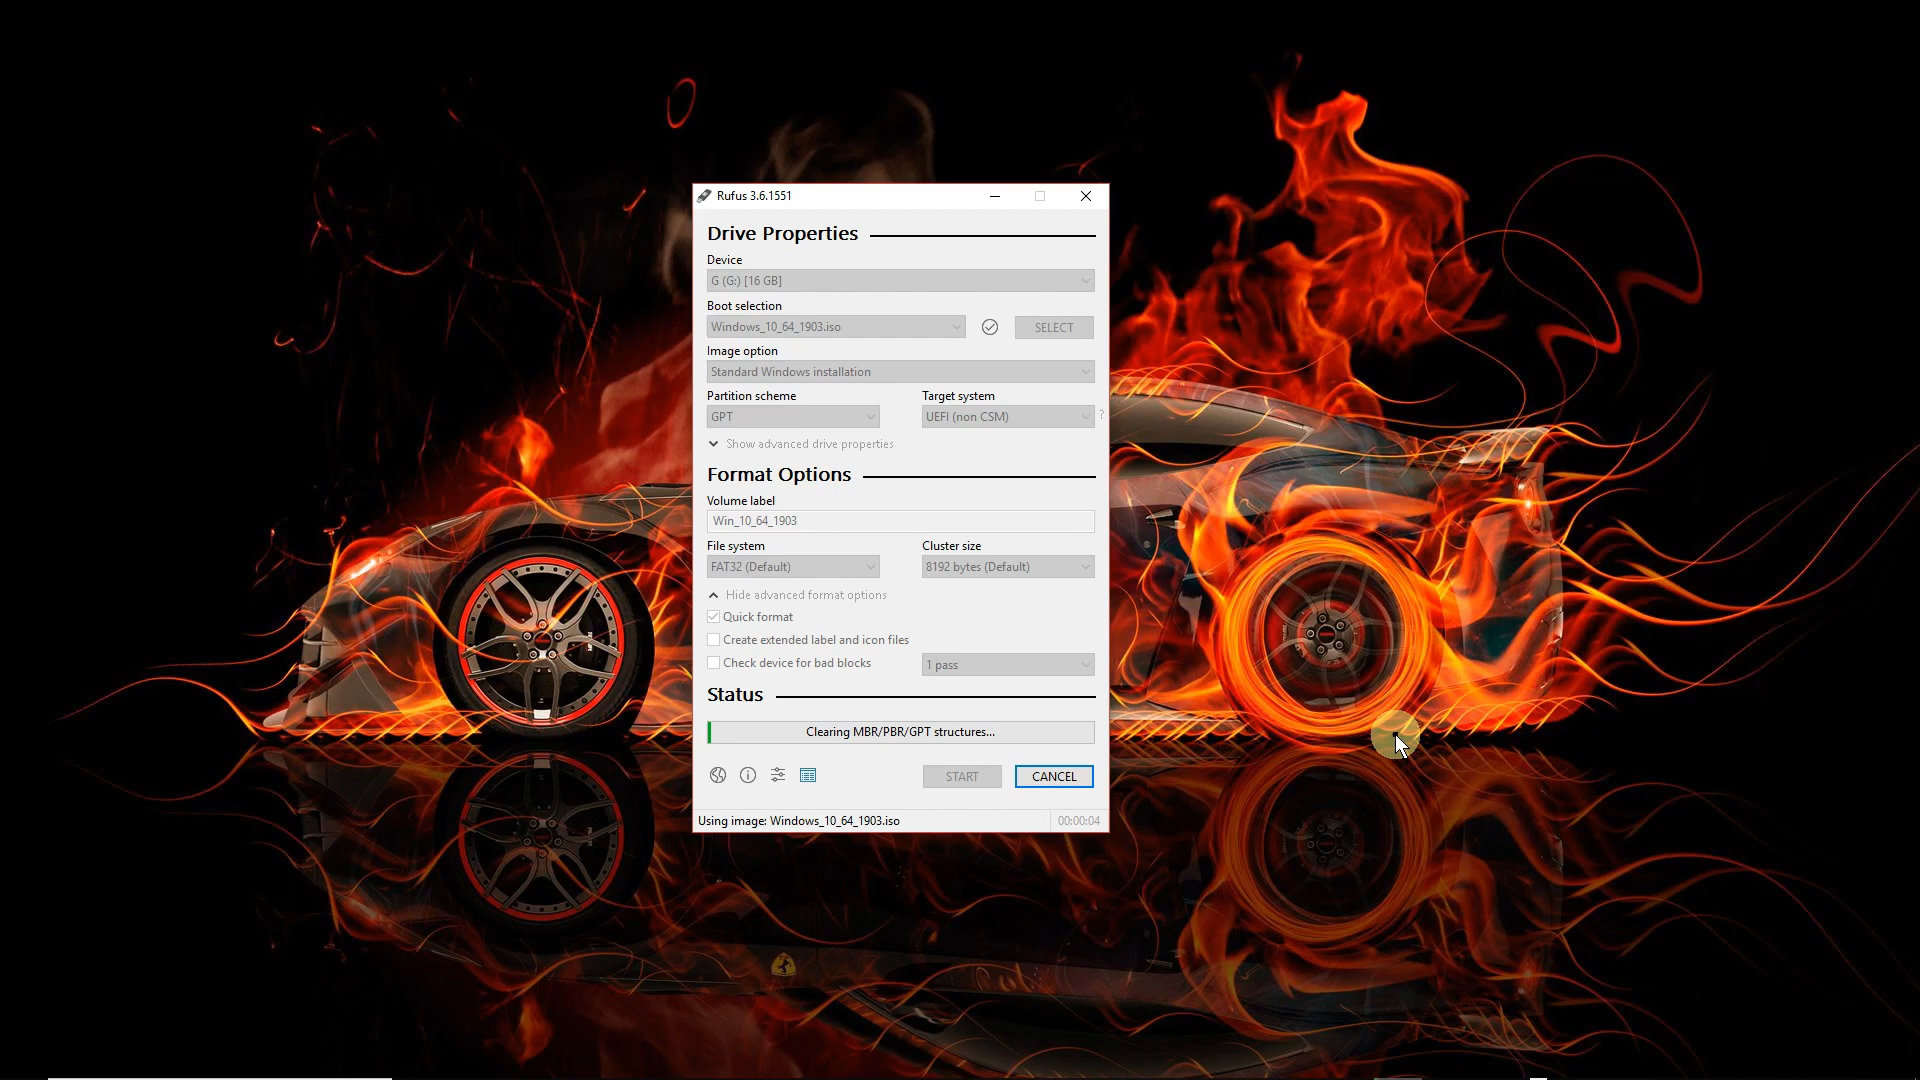 Rufus 3.6.1551
Drive Properties
Device
G (G:) [16 GB]
Boot selection
Windows_10_64_1903.iso
SELECT
Image option
Standard Windows installation
Partition scheme
Target system
GPT
UEFI (non CSM)
?
Show advanced drive properties
Format Options
Volume label
Win_10_64_1903
File system
Cluster size
FAT32 (Default)
8192 bytes (Default)
Hide advanced format options
Quick format
Create extended label and icon files
Check device for bad blocks
1 pass
Status
Clearing MBR/PBR/GPT structures...
START
CANCEL
Using image: Windows_10_64_1903.iso
00:00:04